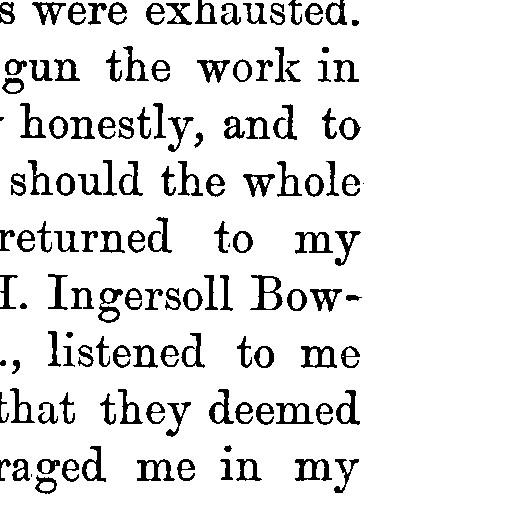 s were exhausted.
gun the work in
honestly, and to
should the whole
returned to my
H. Ingersoll Bow-
., listened to me
that they deemed
raged me in my